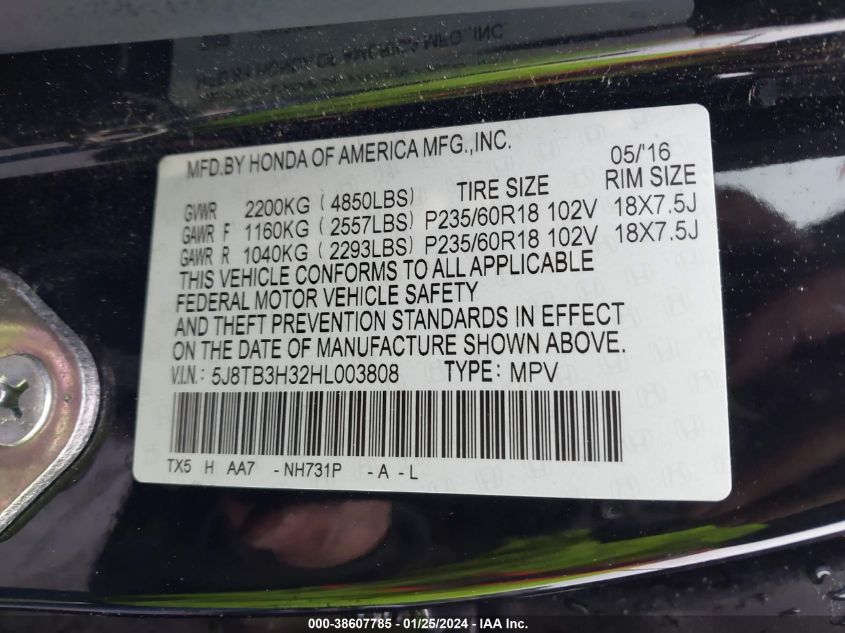 MFD.BY HONDA OF AMERICA MFG.,INC. 05/'16
TIRE SIZE RIM SIZE
GVWR 2200KG (4850LBS)
GAWR F 1160KG (2557LBS) P235/60R18 102V 18X7.5J
GAWR R 1040KG (2293LBS) P235/60R18 102V 18X7.5J
THIS VEHICLE CONFORMS TO ALL APPLICABLE
FEDERAL MOTOR VEHICLE SAFETY
AND THEFT PREVENTION STANDARDS IN EFFECT
ON THE DATE OF MANUFACTURE SHOWN ABOVE.
V.I.N.: 5J8TB3H32HL003808 TYPE: MPV
TX5 H AA7 -NH731P -A -L
000-38607785 - 01/25/2024 - IAA Inc.